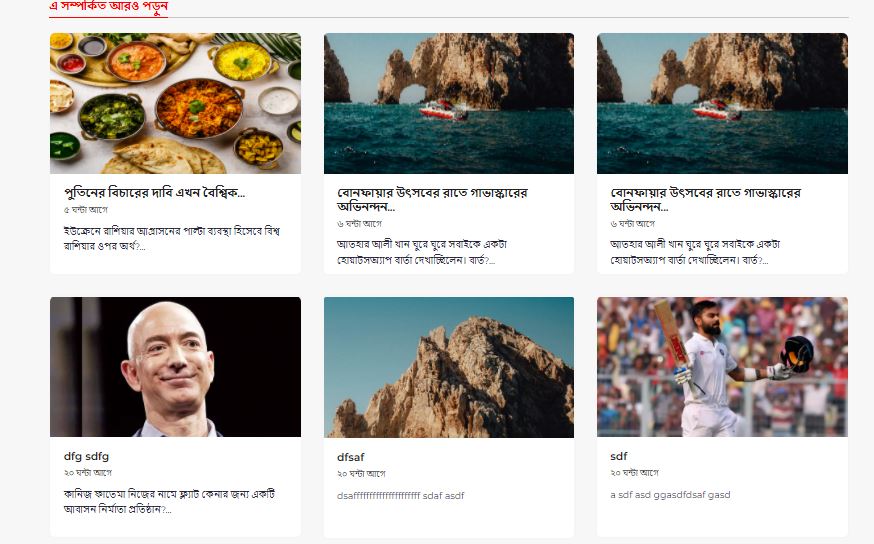 এ সম্পর্কিত আরও পড়ুন
পুতিনের বিচারের দাবি এখন বৈশ্বিক...
৫ ঘন্টা আগে
ইউক্রেনে রাশিয়ার আগ্রাসনের পাল্টা ব্যবস্থা হিসেবে বিশ্ব
রাশিয়ার ওপর অর্থ?...
বোনফায়ার উৎসবের রাতে গাভাস্কারের
অভিনন্দন...
৬ ঘন্টা আগে
আতহার আলী খান ঘুরে ঘুরে সবাইকে একটা
হোয়াটসঅ্যাপ বার্তা দেখাচ্ছিলেন। বার্ত?...
বোনফায়ার উৎসবের রাতে গাভাস্কারের
অভিনন্দন...
৬ ঘন্টা আগে
আতহার আলী খান ঘুরে ঘুরে সবাইকে একটা
হোয়াটসঅ্যাপ বার্তা দেখাচ্ছিলেন। বার্ত?...
dfg sdfg
২০ ঘন্টা আগে
কানিজ ফাতেমা নিজের নামে ফ্ল্যাট কেনার জন্য একটি
আবাসন নির্মাতা প্রতিষ্ঠান?...
dfsaf
২০ ঘন্টা আগে
dsafffffffffffffffffffff sdaf asdf
sdf
২০ ঘন্টা আগে
a sdf asd ggasdfdsaf gasd